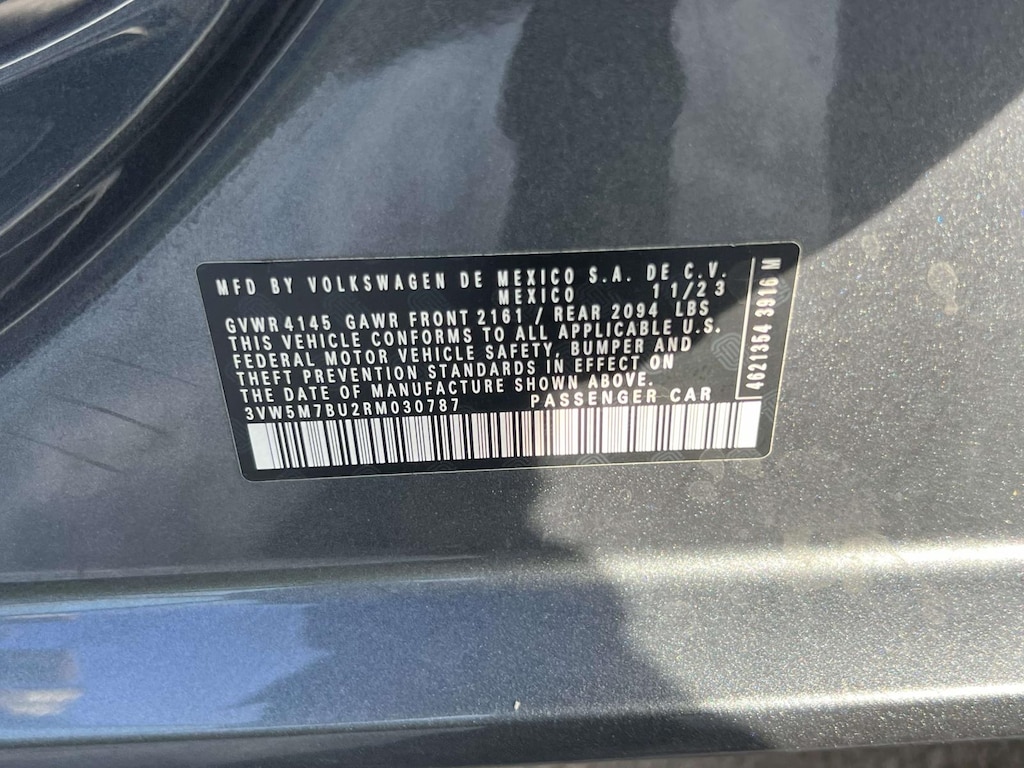 MFD BY VOLKSWAGEN DE MEXICO S.A. DE C.V.
MEXICO 11/23
GVWR 4145 GAWR FRONT 2161 / REAR 2094 LBS
THIS VEHICLE CONFORMS TO ALL APPLICABLE U.S.
FEDERAL MOTOR VEHICLE SAFETY, BUMPER AND
THEFT PREVENTION STANDARDS IN EFFECT ON
THE DATE OF MANUFACTURE SHOWN ABOVE.
3VW5M7BU2RM030787 PASSENGER CAR
4621354 3916 M